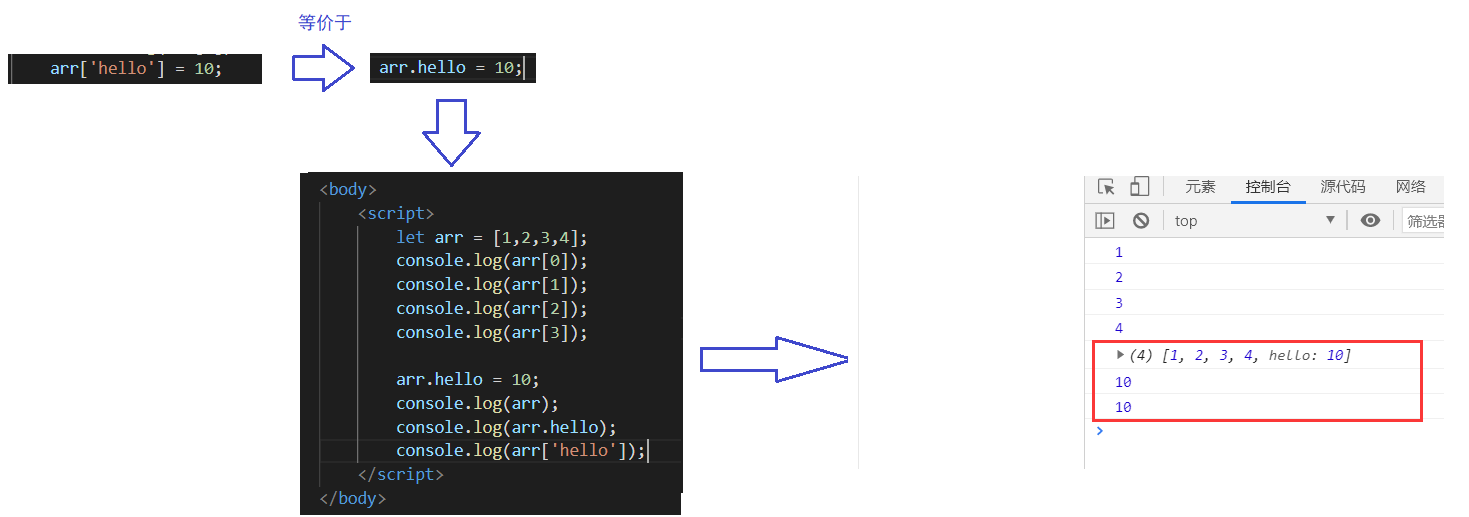 等价于
arr['hello'] = 10;
arr.hello = 10;
<body>
<script>
let arr = [1,2,3,4];
console.log(arr[0]);
console.log(arr[1]);
console.log(arr[2]);
console.log(arr[3]);
arr.hello = 10;
console.log(arr);
console.log(arr.hello);
console.log(arr['hello']);
</script>
</body>
元素 控制台 源代码 网络
top 筛选器
1
2
3
4
(4) [1, 2, 3, 4, hello: 10]
10
10